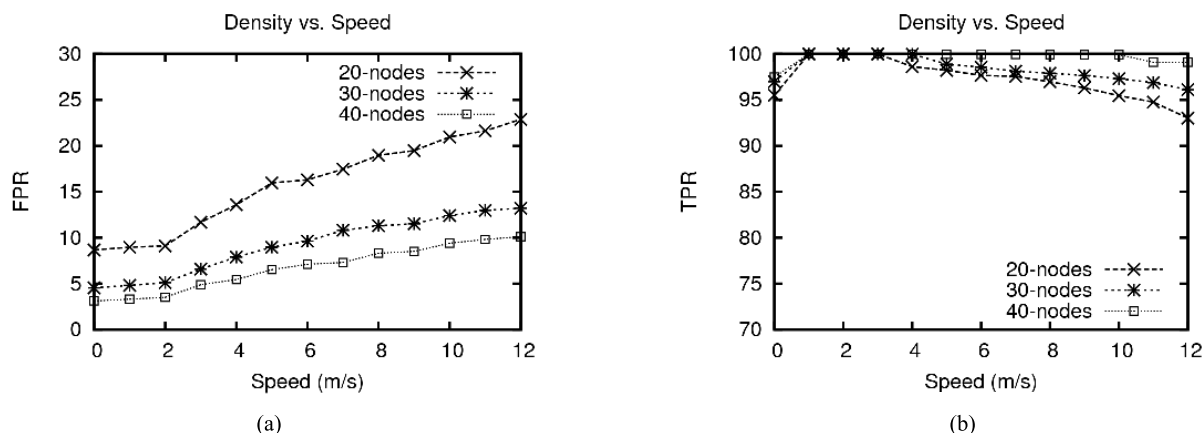 Density vs. Speed
30
25
20
15
10
5
0
FPR
20-nodes
30-nodes
40-nodes
0 2 4 6 8 10 12
Speed (m/s)
(a)
Density vs. Speed
100
95
90
85
80
75
70
TPR
20-nodes
30-nodes
40-nodes
0 2 4 6 8 10 12
Speed (m/s)
(b)